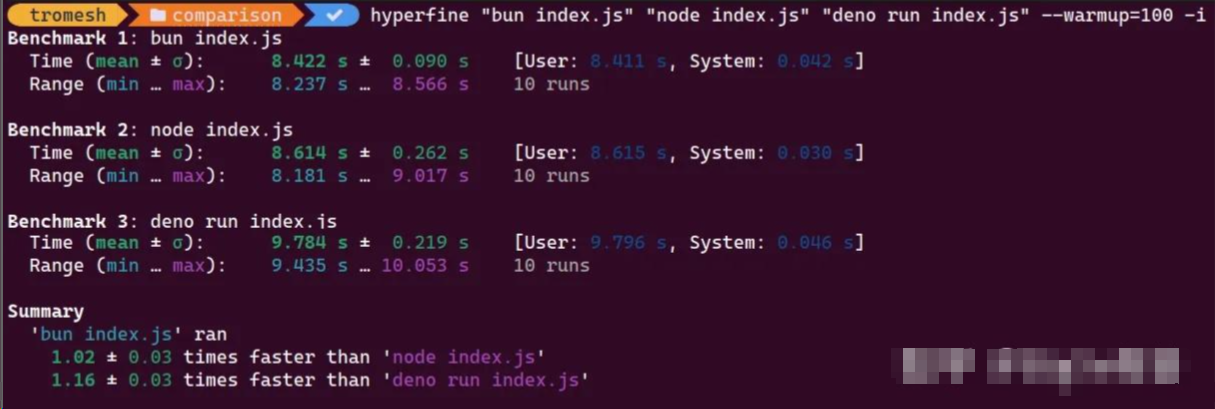 tromesh comparison ✔ hyperfine "bun index.js" "node index.js" "deno run index.js" --warmup=100 -i
Benchmark 1: bun index.js
Time (mean ± σ): 8.422 s ± 0.090 s [User: 8.411 s, System: 0.042 s]
Range (min … max): 8.237 s … 8.566 s 10 runs
Benchmark 2: node index.js
Time (mean ± σ): 8.614 s ± 0.262 s [User: 8.615 s, System: 0.030 s]
Range (min … max): 8.181 s … 9.017 s 10 runs
Benchmark 3: deno run index.js
Time (mean ± σ): 9.784 s ± 0.219 s [User: 9.796 s, System: 0.046 s]
Range (min … max): 9.435 s … 10.053 s 10 runs
Summary
'bun index.js' ran
1.02 ± 0.03 times faster than 'node index.js'
1.16 ± 0.03 times faster than 'deno run index.js'